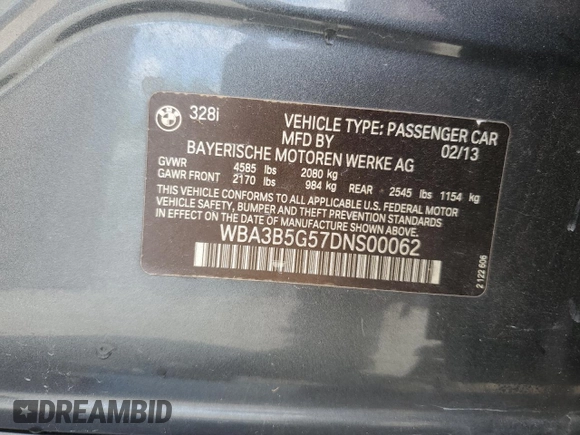 BMW
328i
VEHICLE TYPE: PASSENGER CAR
MFD BY 02/13
BAYERISCHE MOTOREN WERKE AG
GVWR 4585 lbs 2080 kg
GAWR FRONT 2170 lbs 984 kg REAR 2545 lbs 1154 kg
THIS VEHICLE CONFORMS TO ALL APPLICABLE U.S. FEDERAL MOTOR
VEHICLE SAFETY, BUMPER AND THEFT PREVENTION STANDARDS
IN EFFECT ON THE DATE OF MANUFACTURE SHOWN ABOVE.
WBA3B5G57DNS00062
2 122 606
DREAMBID